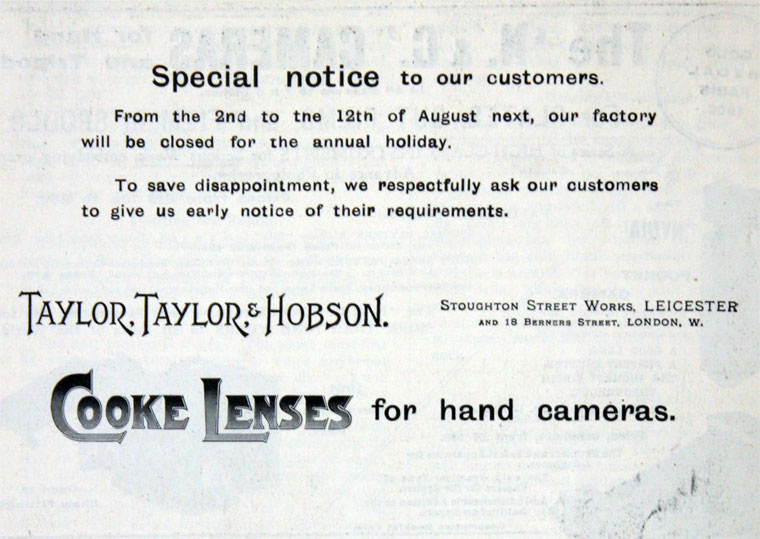 Special notice to our customers.
From the 2nd to the 12th of August next, our factory
will be closed for the annual holiday.
To save disappointment, we respectfully ask our customers
to give us early notice of their requirements.
TAYLOR, TAYLOR, & HOBSON.
STOUGHTON STREET WORKS, LEICESTER
AND 18 BERNERS STREET, LONDON, W.
COOKE LENSES for hand cameras.